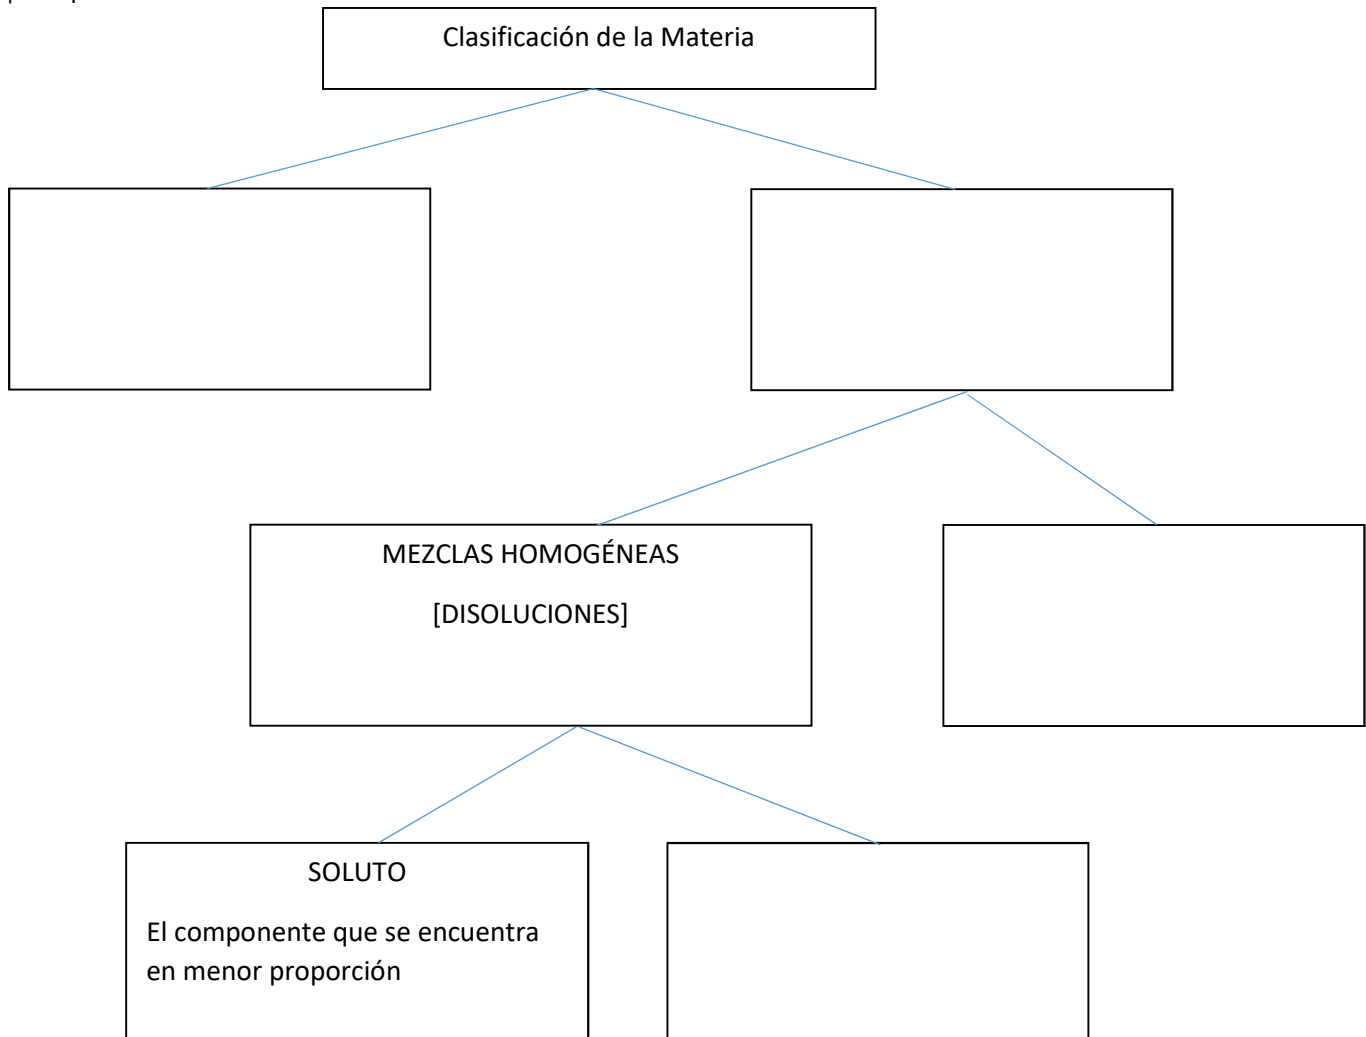 Clasificación de la Materia
MEZCLAS HOMOGÉNEAS
[DISOLUCIONES]
SOLUTO
El componente que se encuentra
en menor proporción